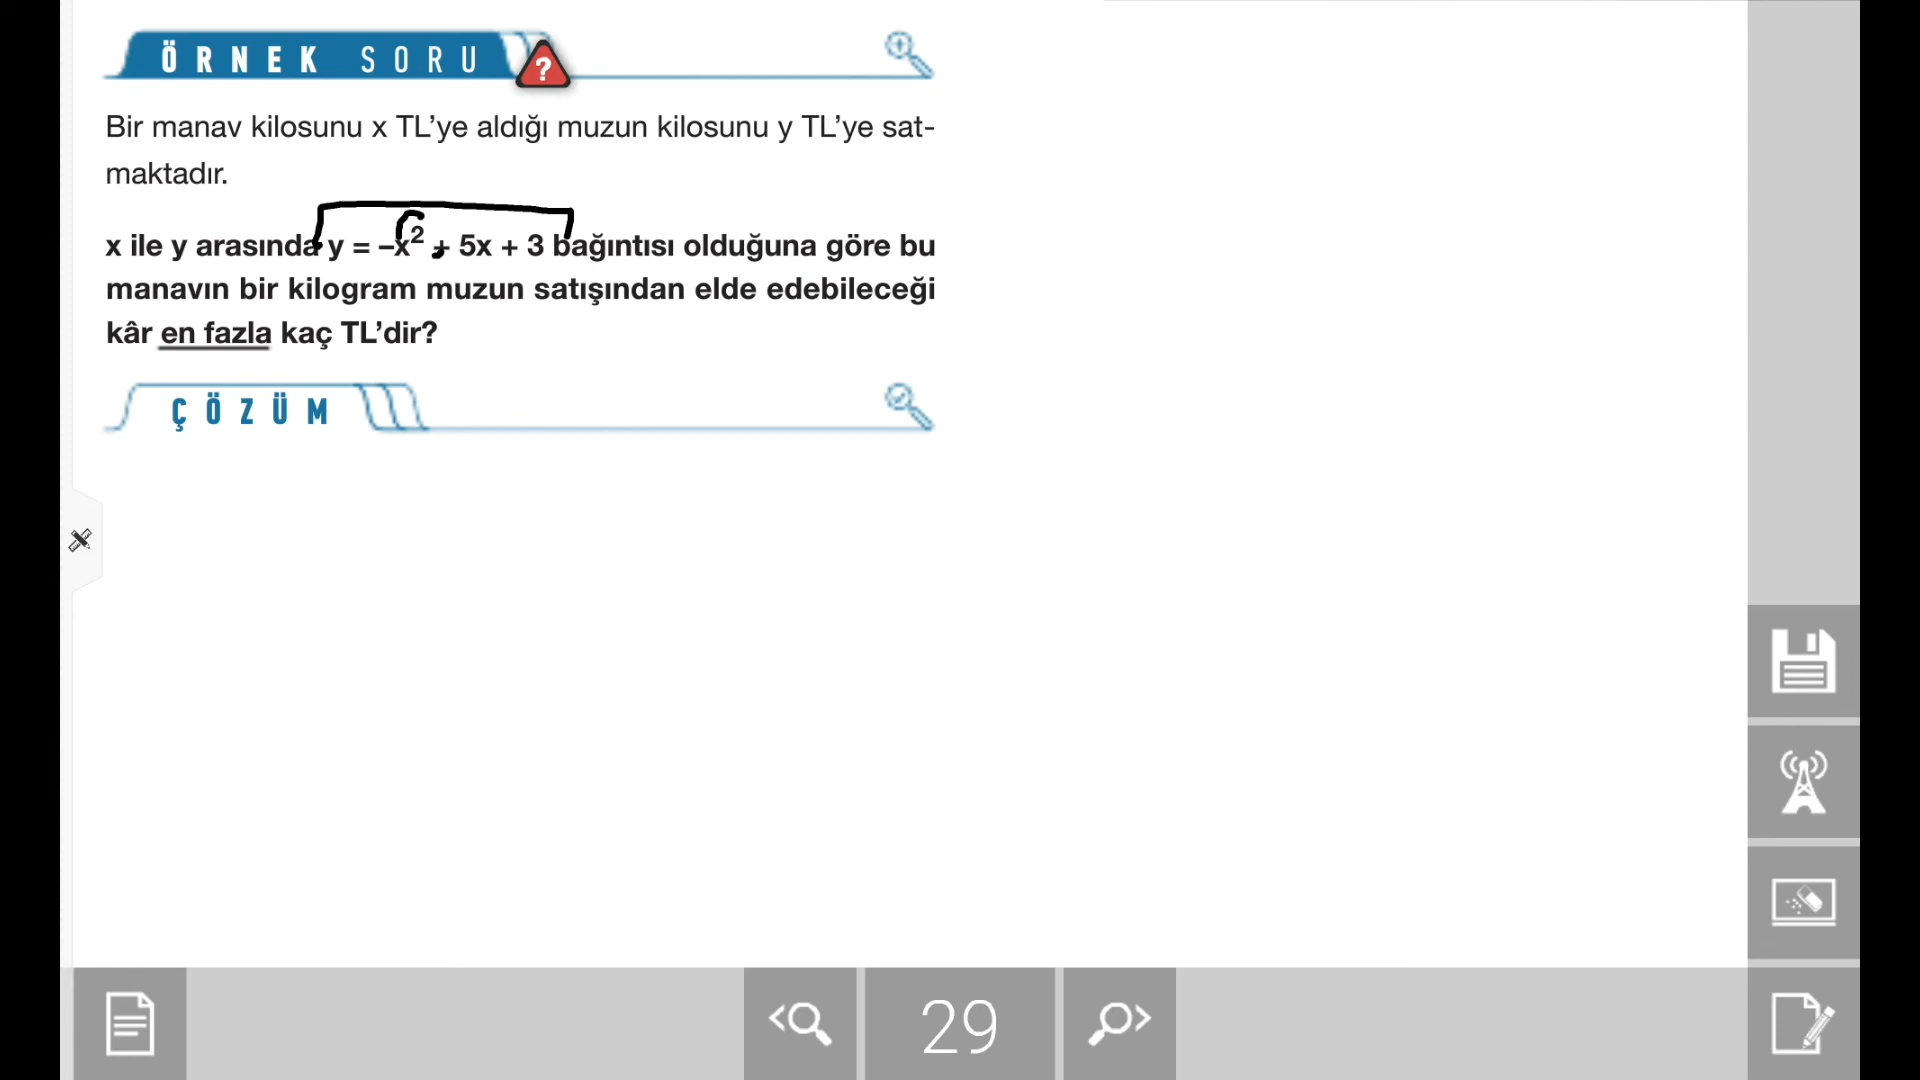 ÖRNEK SORU ?
Bir manav kilosunu x TL’ye aldığı muzun kilosunu y TL’ye sat-
maktadır.
x ile y arasında y = –x² + 5x + 3 bağıntısı olduğuna göre bu
manavın bir kilogram muzun satışından elde edebileceği
kâr en fazla kaç TL’dir?
ÇÖZÜM
29